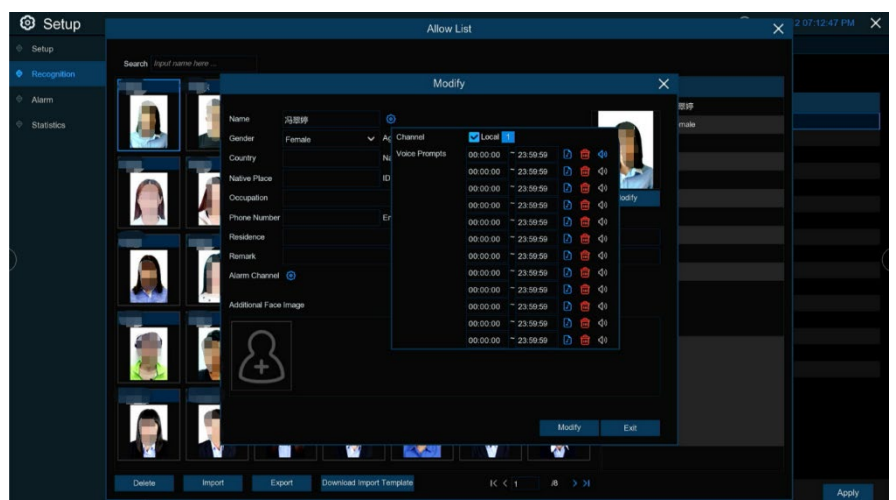 Setup
Allow List
2 07:12:47 PM
Setup
Recognition
Alarm
Statistics
Search Input name here ...
Modify
Name 冯翠婷
Gender Female
Country
Native Place
ID
Occupation
Phone Number
Residence
Remark
Alarm Channel
Additional Face Image
Channel Local 1
Voice Prompts 00:00:00 ~ 23:59:59
00:00:00 ~ 23:59:59
00:00:00 ~ 23:59:59
00:00:00 ~ 23:59:59
00:00:00 ~ 23:59:59
00:00:00 ~ 23:59:59
00:00:00 ~ 23:59:59
00:00:00 ~ 23:59:59
00:00:00 ~ 23:59:59
00:00:00 ~ 23:59:59
00:00:00 ~ 23:59:59
00:00:00 ~ 23:59:59
Modify Exit
Delete Import Export Download Import Template 1 /8
Apply